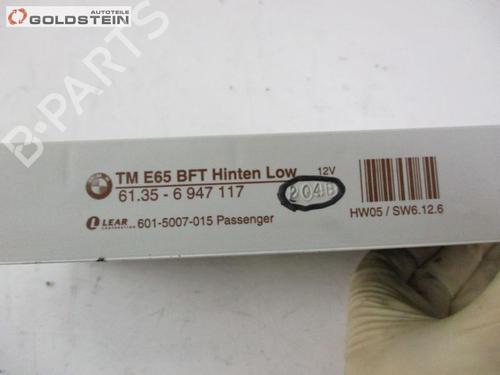 AUTOTEILE
GOLDSTEIN
B-PARTS
TM E65 BFT Hinten Low 12V
61.35 - 6 947 117
204B
LEAR
CORPORATION
601-5007-015 Passenger
HW05 / SW6.12.6